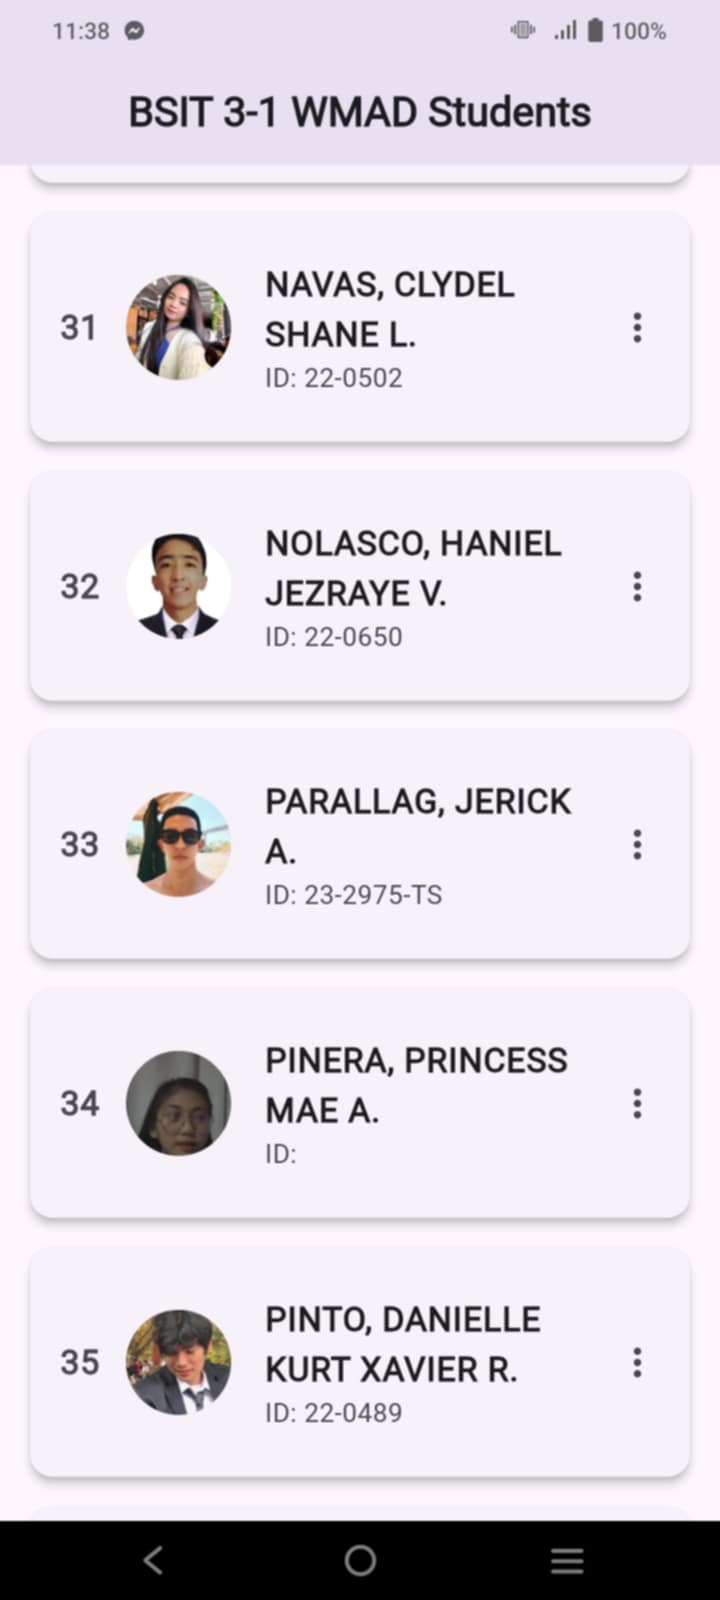 11:38 100%
BSIT 3-1 WMAD Students
31
NAVAS, CLYDEL
SHANE L.
ID: 22-0502
32
NOLASCO, HANIEL
JEZRAYE V.
ID: 22-0650
33
PARALLAG, JERICK
A.
ID: 23-2975-TS
34
PINERA, PRINCESS
MAE A.
ID:
35
PINTO, DANIELLE
KURT XAVIER R.
ID: 22-0489